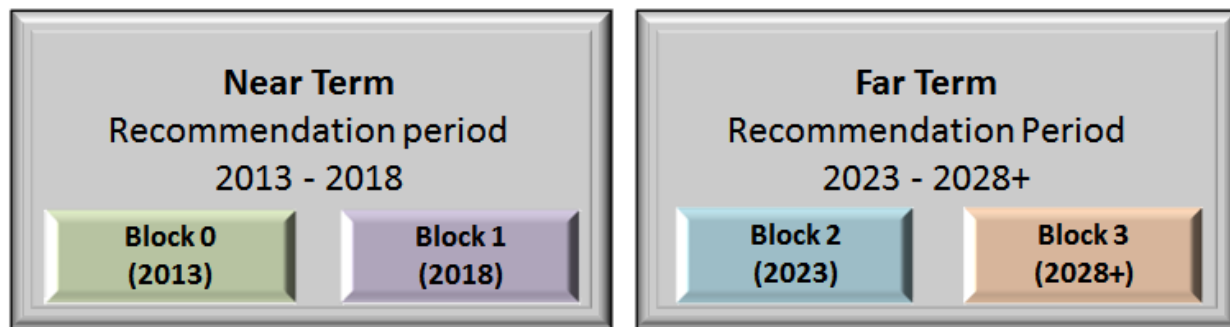 Near Term
Recommendation period
2013 - 2018
Block 0
(2013)
Block 1
(2018)
Far Term
Recommendation Period
2023 - 2028+
Block 2
(2023)
Block 3
(2028+)